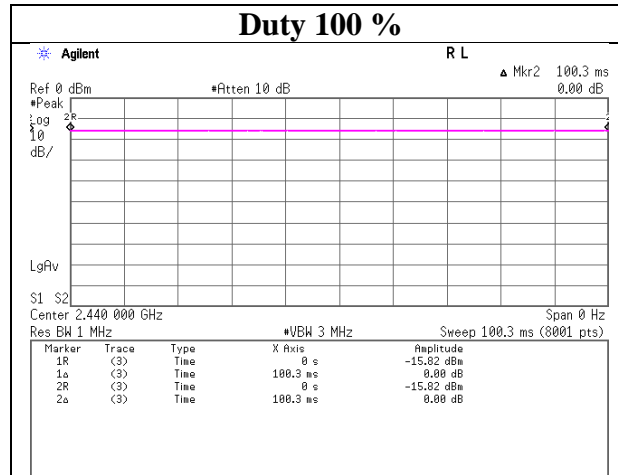 Duty 100 %
Agilent R L
Δ Mkr2 100.3 ms
Ref 0 dBm #Atten 10 dB 0.00 dB
#Peak
Log 2R
10
dB/
LgAv
S1 S2
Center 2.440 000 GHz Span 0 Hz
Res BW 1 MHz #VBW 3 MHz Sweep 100.3 ms (8001 pts)
Marker Trace Type X Axis Amplitude
1R (3) Time 0 s -15.82 dBm
1Δ (3) Time 100.3 ms 0.00 dB
2R (3) Time 0 s -15.82 dBm
2Δ (3) Time 100.3 ms 0.00 dB